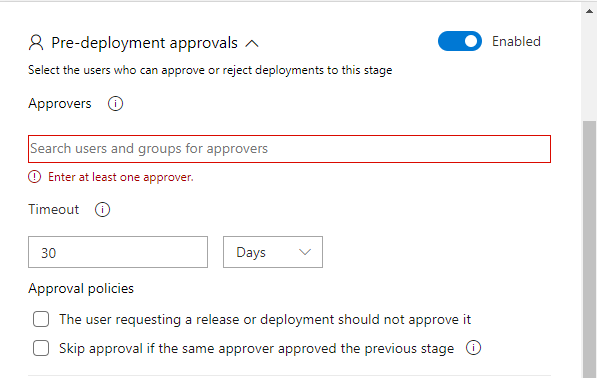 Pre-deployment approvals
Enabled
Select the users who can approve or reject deployments to this stage
Approvers
Search users and groups for approvers
Enter at least one approver.
Timeout
30
Days
Approval policies
The user requesting a release or deployment should not approve it
Skip approval if the same approver approved the previous stage